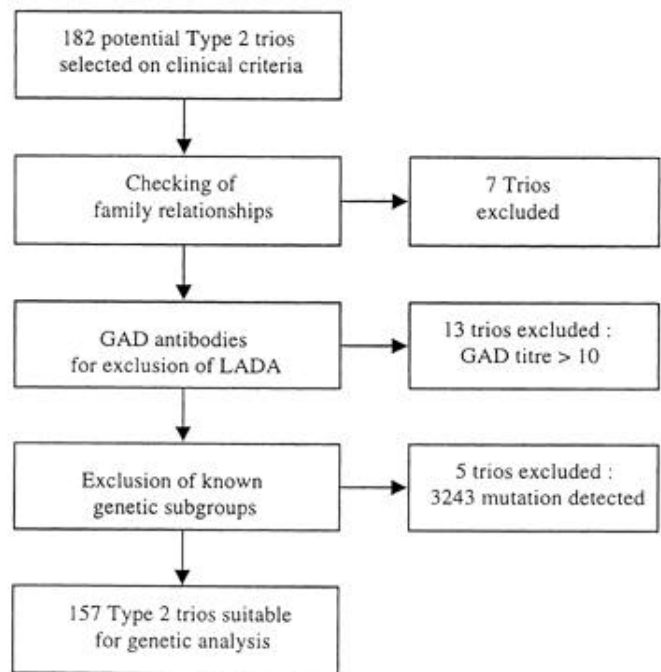 182 potential Type 2 trios
selected on clinical criteria
Checking of
family relationships
7 Trios
excluded
GAD antibodies
for exclusion of LADA
13 trios excluded :
GAD titre > 10
Exclusion of known
genetic subgroups
5 trios excluded :
3243 mutation detected
157 Type 2 trios suitable
for genetic analysis